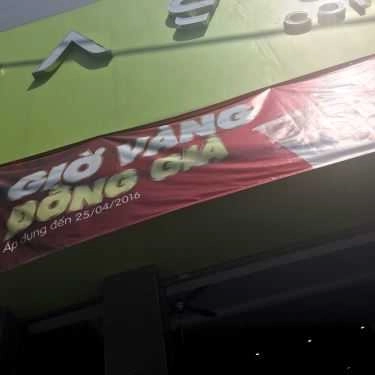 GIỜ VÀNG
ĐỒNG GIÁ
Áp dụng đến 25/04/2016